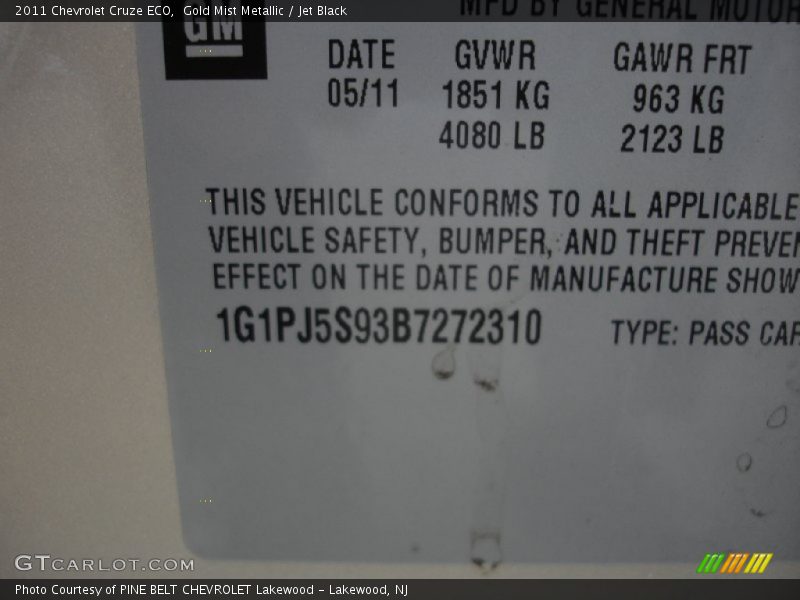 2011 Chevrolet Cruze ECO,  Gold Mist Metallic / Jet Black
MFD BY GENERAL MOTOR
GM
DATE GVWR GAWR FRT
05/11 1851 KG 963 KG
4080 LB 2123 LB
THIS VEHICLE CONFORMS TO ALL APPLICABLE
VEHICLE SAFETY, BUMPER, AND THEFT PREVEN
EFFECT ON THE DATE OF MANUFACTURE SHOW
1G1PJ5S93B7272310 TYPE: PASS CAR
GTCARLOT.COM
Photo Courtesy of PINE BELT CHEVROLET Lakewood - Lakewood, NJ